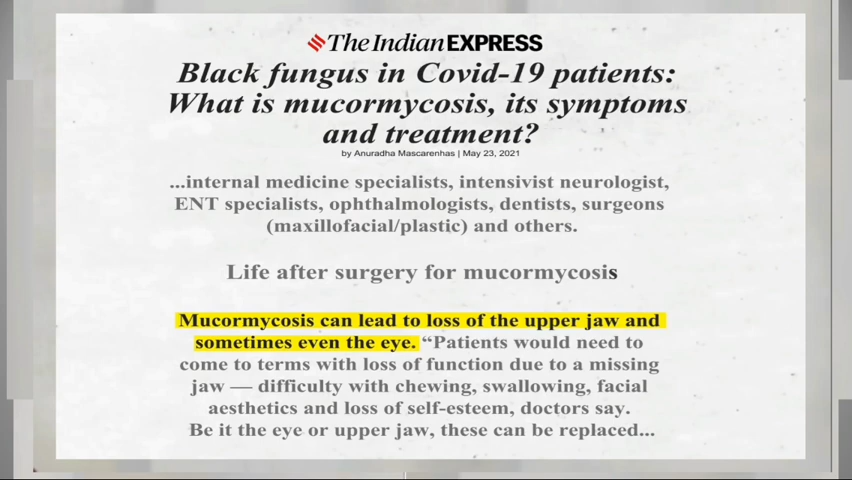 The Indian EXPRESS
Black fungus in Covid-19 patients:
What is mucormycosis, its symptoms
and treatment?
by Anuradha Mascarenhas | May 23, 2021
...internal medicine specialists, intensivist neurologist,
ENT specialists, ophthalmologists, dentists, surgeons
(maxillofacial/plastic) and others.
Life after surgery for mucormycosis
Mucormycosis can lead to loss of the upper jaw and
sometimes even the eye. “Patients would need to
come to terms with loss of function due to a missing
jaw — difficulty with chewing, swallowing, facial
aesthetics and loss of self-esteem, doctors say.
Be it the eye or upper jaw, these can be replaced...